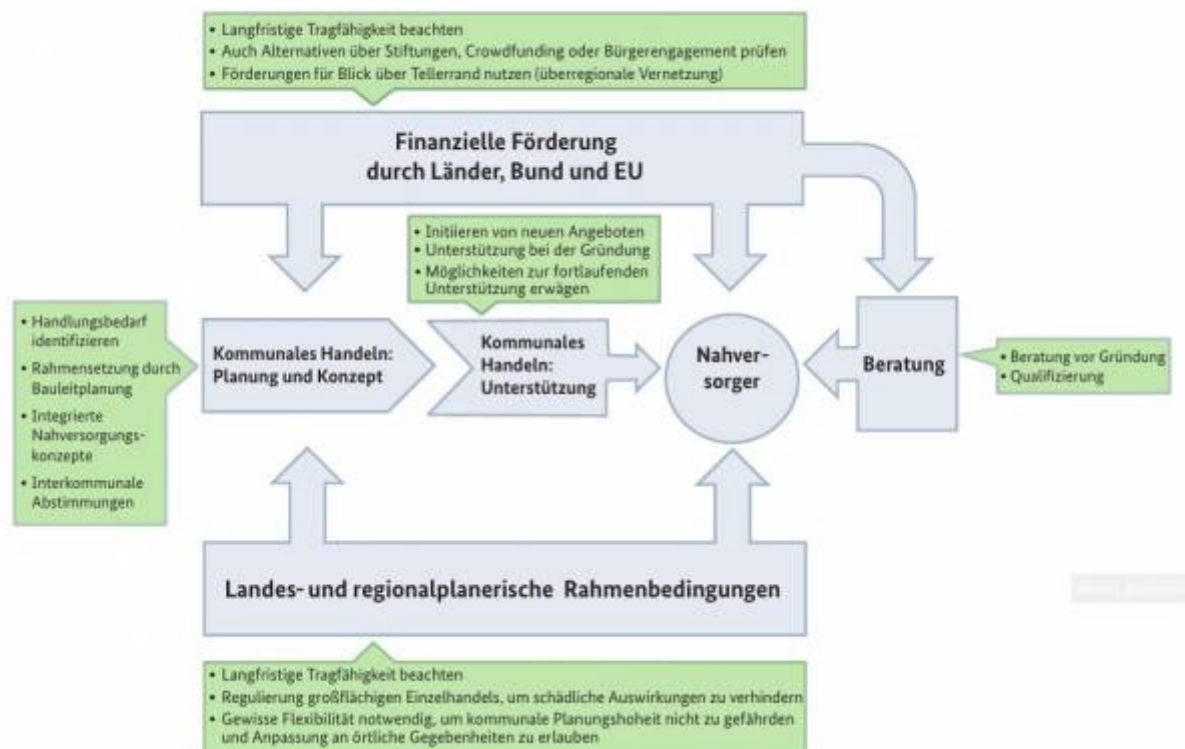 • Langfristige Tragfähigkeit beachten
• Auch Alternativen über Stiftungen, Crowdfunding oder Bürgerengagement prüfen
• Förderungen für Blick über Tellerrand nutzen (überregionale Vernetzung)
Finanzielle Förderung
durch Länder, Bund und EU
• Initiieren von neuen Angeboten
• Unterstützung bei der Gründung
• Möglichkeiten zur fortlaufenden
Unterstützung erwägen
• Handlungsbedarf
identifizieren
• Rahmensetzung durch
Bauleitplanung
• Integrierte
Nahversorgungs-
konzepte
• Interkommunale
Abstimmungen
Kommunales Handeln:
Planung und Konzept
Kommunales
Handeln:
Unterstützung
Nahver-
sorger
Beratung
• Beratung vor Gründung
• Qualifizierung
Landes- und regionalplanerische Rahmenbedingungen
• Langfristige Tragfähigkeit beachten
• Regulierung großflächigen Einzelhandels, um schädliche Auswirkungen zu verhindern
• Gewisse Flexibilität notwendig, um kommunale Planungshoheit nicht zu gefährden
und Anpassung an örtliche Gegebenheiten zu erlauben